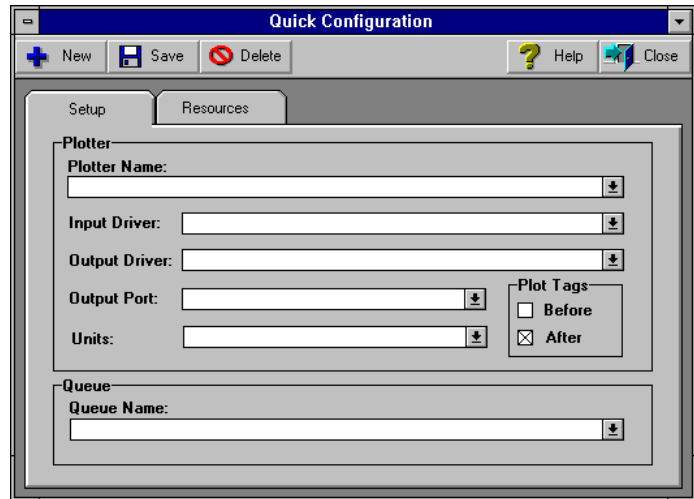 Quick Configuration
New Save Delete Help Close
Setup Resources
Plotter
Plotter Name:
Input Driver:
Output Driver:
Output Port:
Plot Tags
Before
Units:
After
Queue
Queue Name: